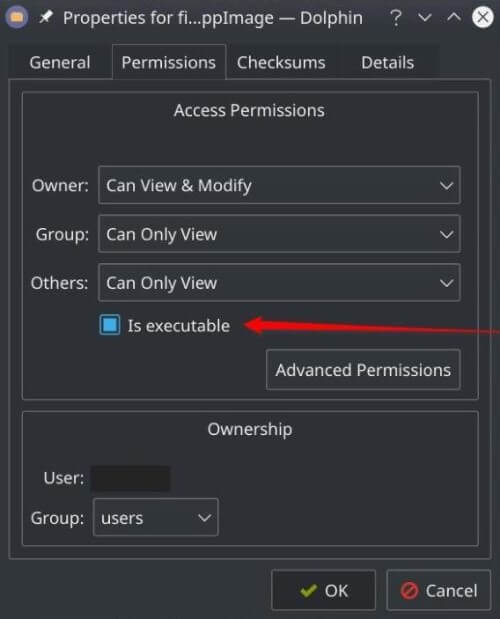 Properties for fi...ppImage — Dolphin ?
General Permissions Checksums Details
Access Permissions
Owner: Can View & Modify
Group: Can Only View
Others: Can Only View
Is executable
Advanced Permissions
Ownership
User:
Group: users
OK Cancel